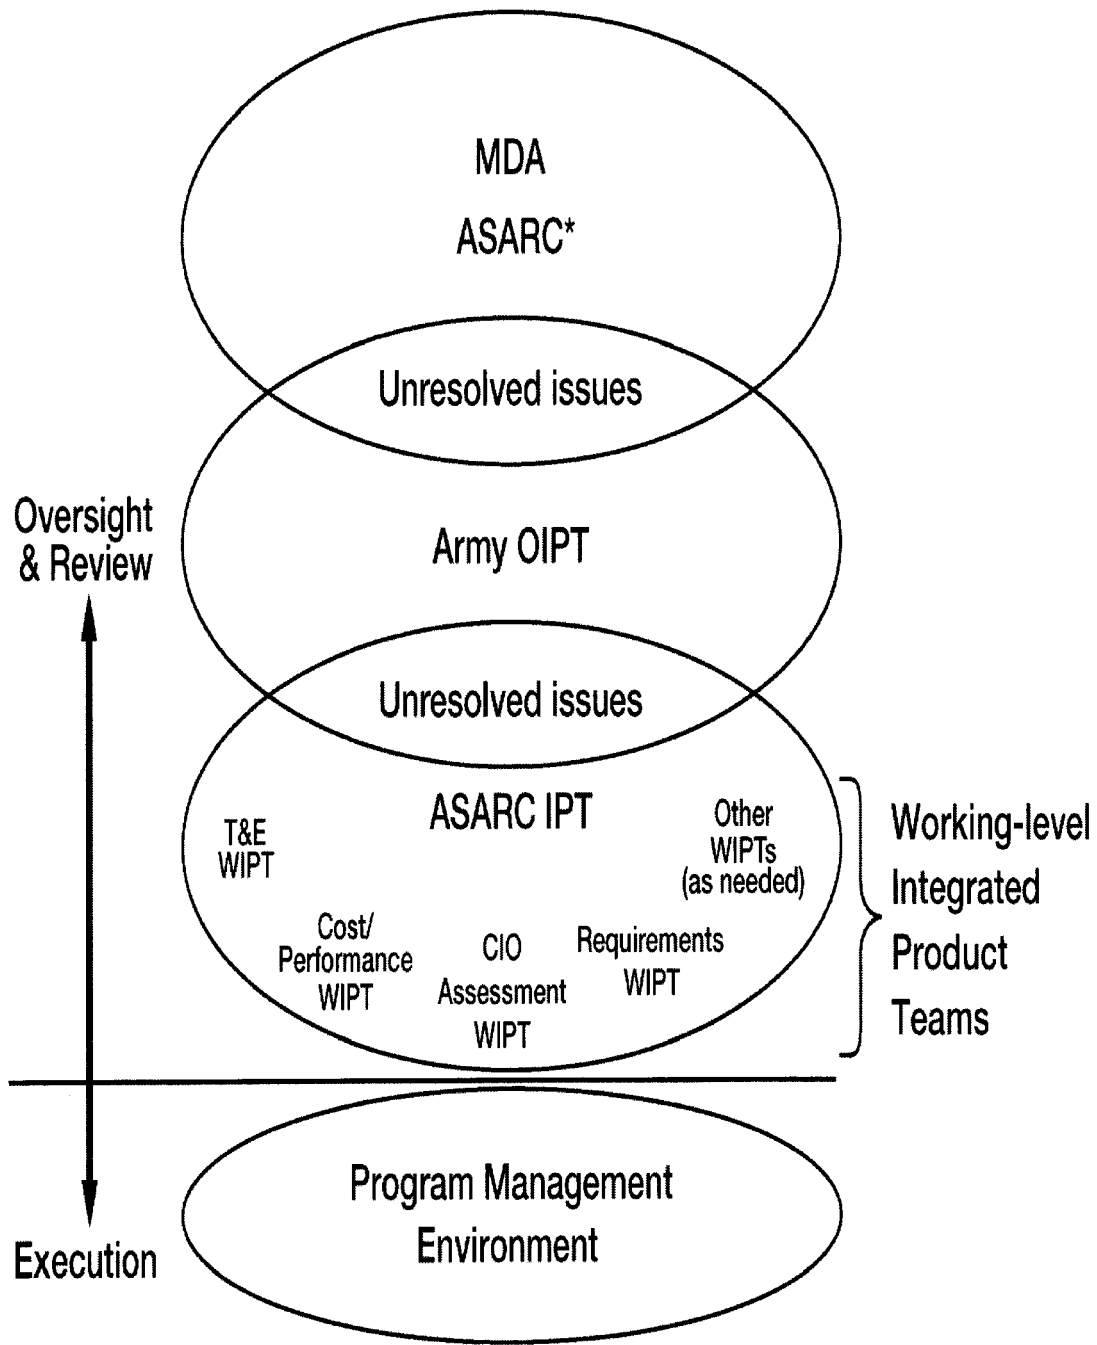 MDA
ASARC*
Unresolved issues
Oversight
& Review
Army OIPT
Unresolved issues
ASARC IPT
T&E
WIPT
Other
WIPTs
(as needed)
Cost/
Performance
WIPT
CIO
Assessment
WIPT
Requirements
WIPT
Working-level
Integrated
Product
Teams
Program Management
Environment
Execution